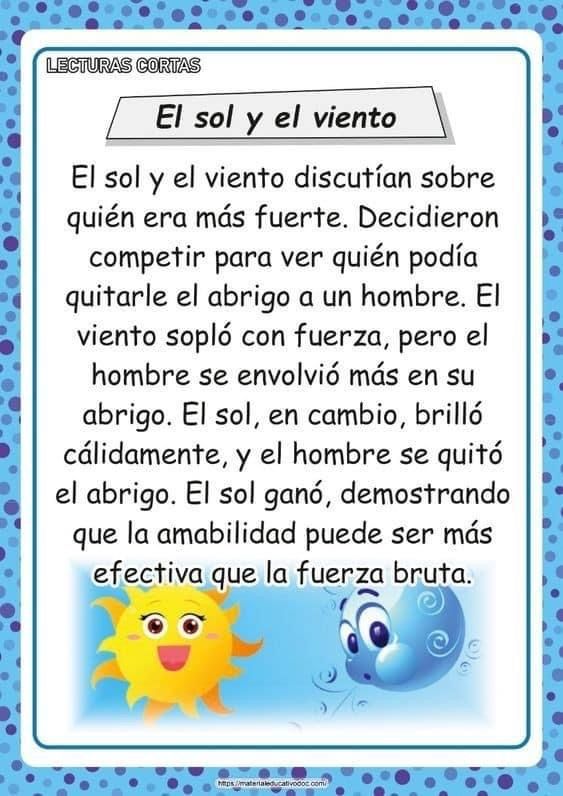 LECTURAS CORTAS
El sol y el viento
El sol y el viento discutían sobre
quién era más fuerte. Decidieron
competir para ver quién podía
quitarle el abrigo a un hombre. El
viento sopló con fuerza, pero el
hombre se envolvió más en su
abrigo. El sol, en cambio, brilló
cálidamente, y el hombre se quitó
el abrigo. El sol ganó, demostrando
que la amabilidad puede ser más
efectiva que la fuerza bruta.
https://materialeducativodoc.com/